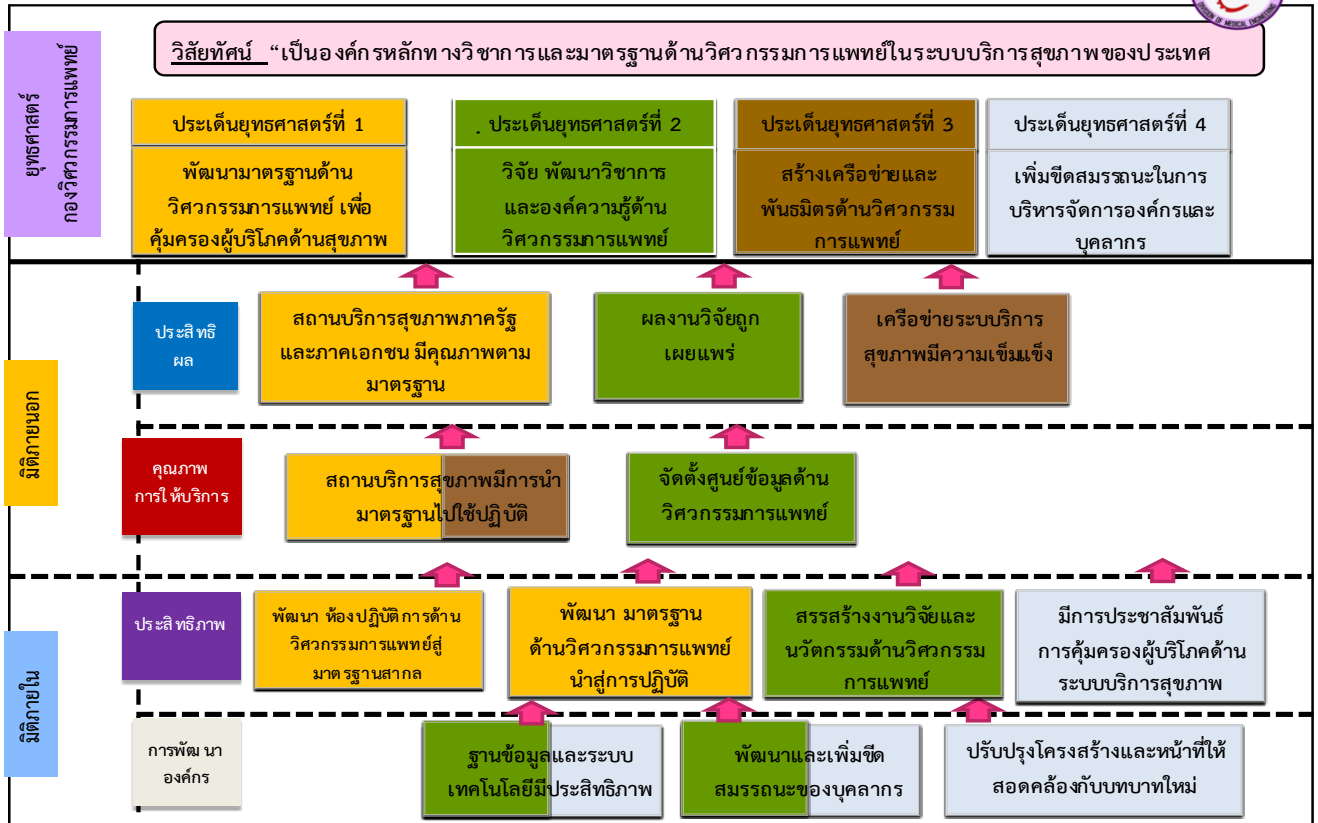 DIVISION OF MEDICAL ENGINEERING
ยุทธศาสตร์
กองวิศวกรรมการแพทย์
วิสัยทัศน์ “เป็นองค์กรหลักทางวิชาการและมาตรฐานด้านวิศวกรรมการแพทย์ในระบบบริการสุขภาพของประเทศ
ประเด็นยุทธศาสตร์ที่ 1
พัฒนามาตรฐานด้าน
วิศวกรรมการแพทย์ เพื่อ
คุ้มครองผู้บริโภคด้านสุขภาพ
. ประเด็นยุทธศาสตร์ที่ 2
วิจัย พัฒนาวิชาการ
และองค์ความรู้ด้าน
วิศวกรรมการแพทย์
ประเด็นยุทธศาสตร์ที่ 3
สร้างเครือข่ายและ
พันธมิตรด้านวิศวกรรม
การแพทย์
ประเด็นยุทธศาสตร์ที่ 4
เพิ่มขีดสมรรถนะในการ
บริหารจัดการองค์กรและ
บุคลากร
มิติภายนอก
ประสิทธิ
ผล
สถานบริการสุขภาพภาครัฐ
และภาคเอกชน มีคุณภาพตาม
มาตรฐาน
ผลงานวิจัยถูก
เผยแพร่
เครือข่ายระบบบริการ
สุขภาพมีความเข็มแข็ง
คุณภาพ
การให้บริการ
สถานบริการสุขภาพมีการนำ
มาตรฐานไปใช้ปฏิบัติ
จัดตั้งศูนย์ข้อมูลด้าน
วิศวกรรมการแพทย์
มิติภายใน
ประสิทธิภาพ
พัฒนา ห้องปฏิบัติการด้าน
วิศวกรรมการแพทย์สู่
มาตรฐานสากล
พัฒนา มาตรฐาน
ด้านวิศวกรรมการแพทย์
นำสู่การปฏิบัติ
สรรสร้างงานวิจัยและ
นวัตกรรมด้านวิศวกรรม
การแพทย์
มีการประชาสัมพันธ์
การคุ้มครองผู้บริโภคด้าน
ระบบบริการสุขภาพ
การพัฒนา
องค์กร
ฐานข้อมูลและระบบ
เทคโนโลยีมีประสิทธิภาพ
พัฒนาและเพิ่มขีด
สมรรถนะของบุคลากร
ปรับปรุงโครงสร้างและหน้าที่ให้
สอดคล้องกับบทบาทใหม่